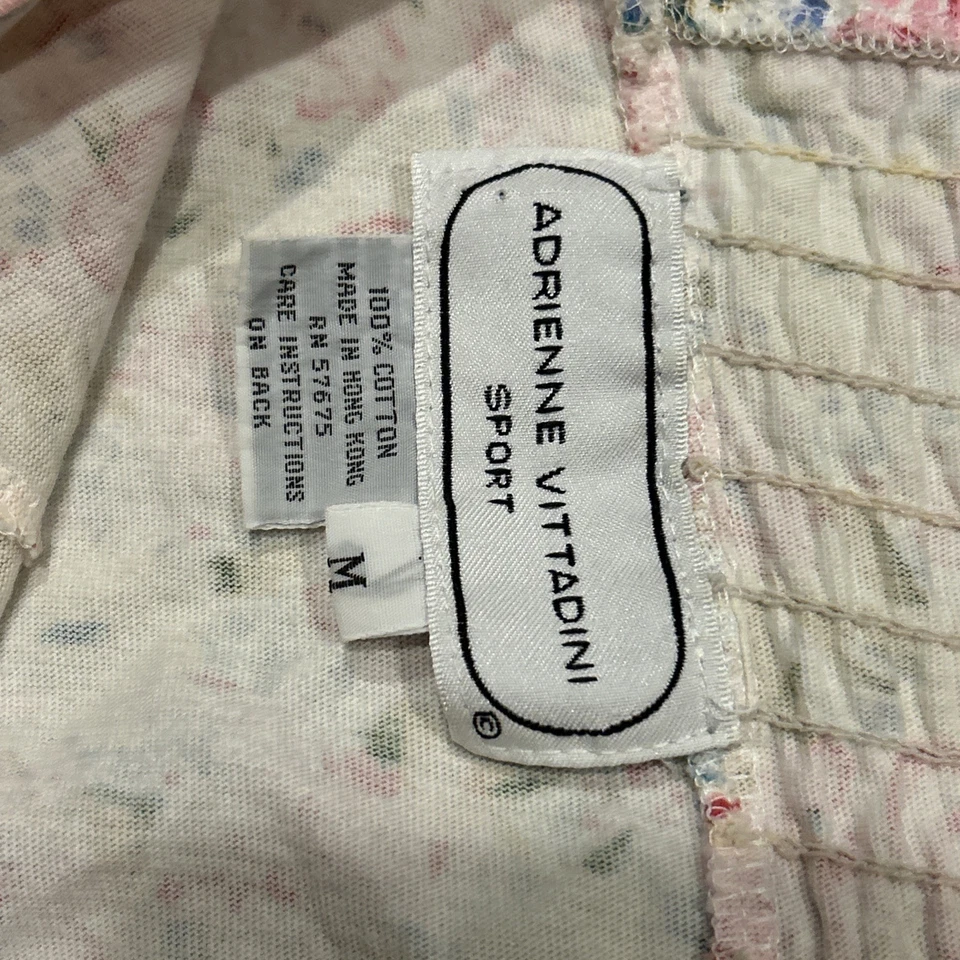 ADRIENNE VITTADINI
SPORT
©
100% COTTON
MADE IN HONG KONG
RN 57675
CARE INSTRUCTIONS
ON BACK
M